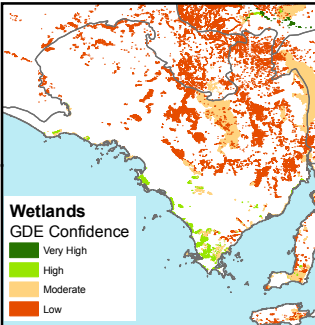 Wetlands
GDE Confidence
Very High
High
Moderate
Low